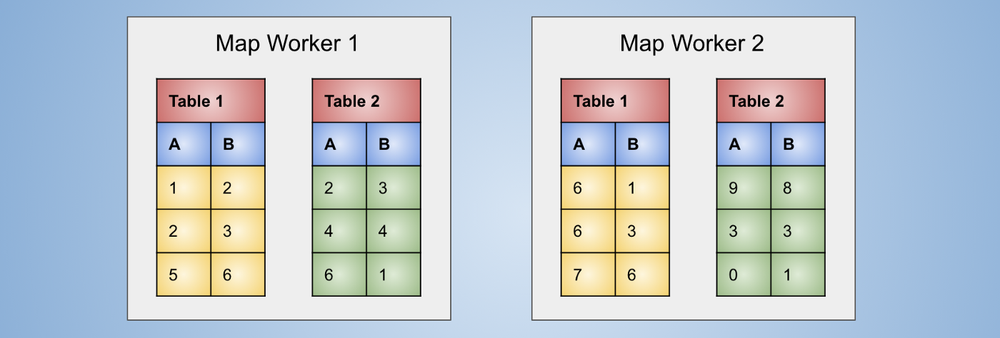 Map Worker 1
Table 1
A B
1 2
2 3
5 6
Table 2
A B
2 3
4 4
6 1
Map Worker 2
Table 1
A B
6 1
6 3
7 6
Table 2
A B
9 8
3 3
0 1